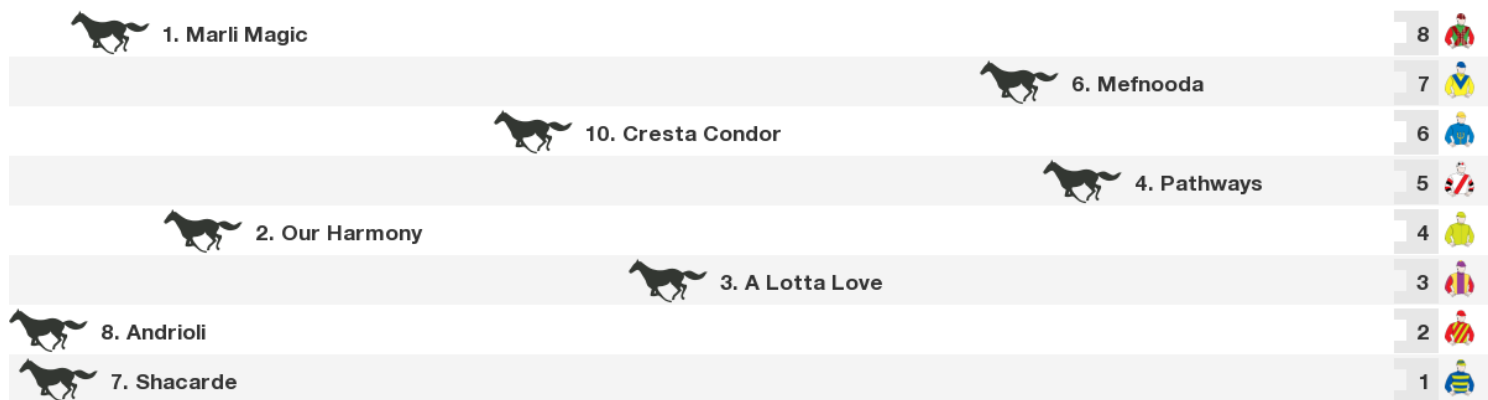 1. Marli Magic 8
6. Mefnooda 7
10. Cresta Condor 6
4. Pathways 5
2. Our Harmony 4
3. A Lotta Love 3
8. Andrioli 2
7. Shacarde 1